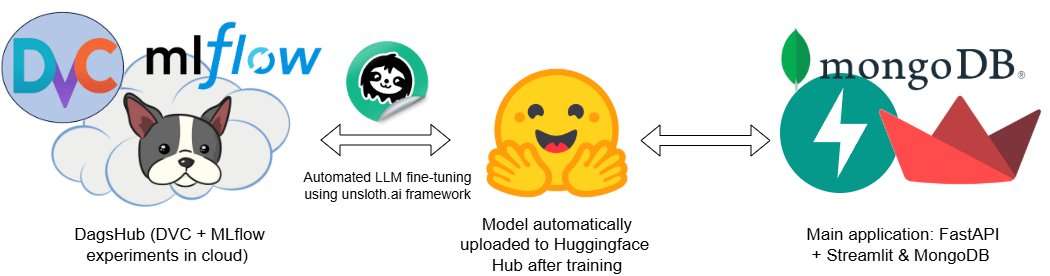 DVC
mlflow
mongoDB®
Automated LLM fine-tuning
using unsloth.ai framework
DagsHub (DVC + MLflow
experiments in cloud)
Model automatically
uploaded to Huggingface
Hub after training
Main application: FastAPI
+ Streamlit & MongoDB